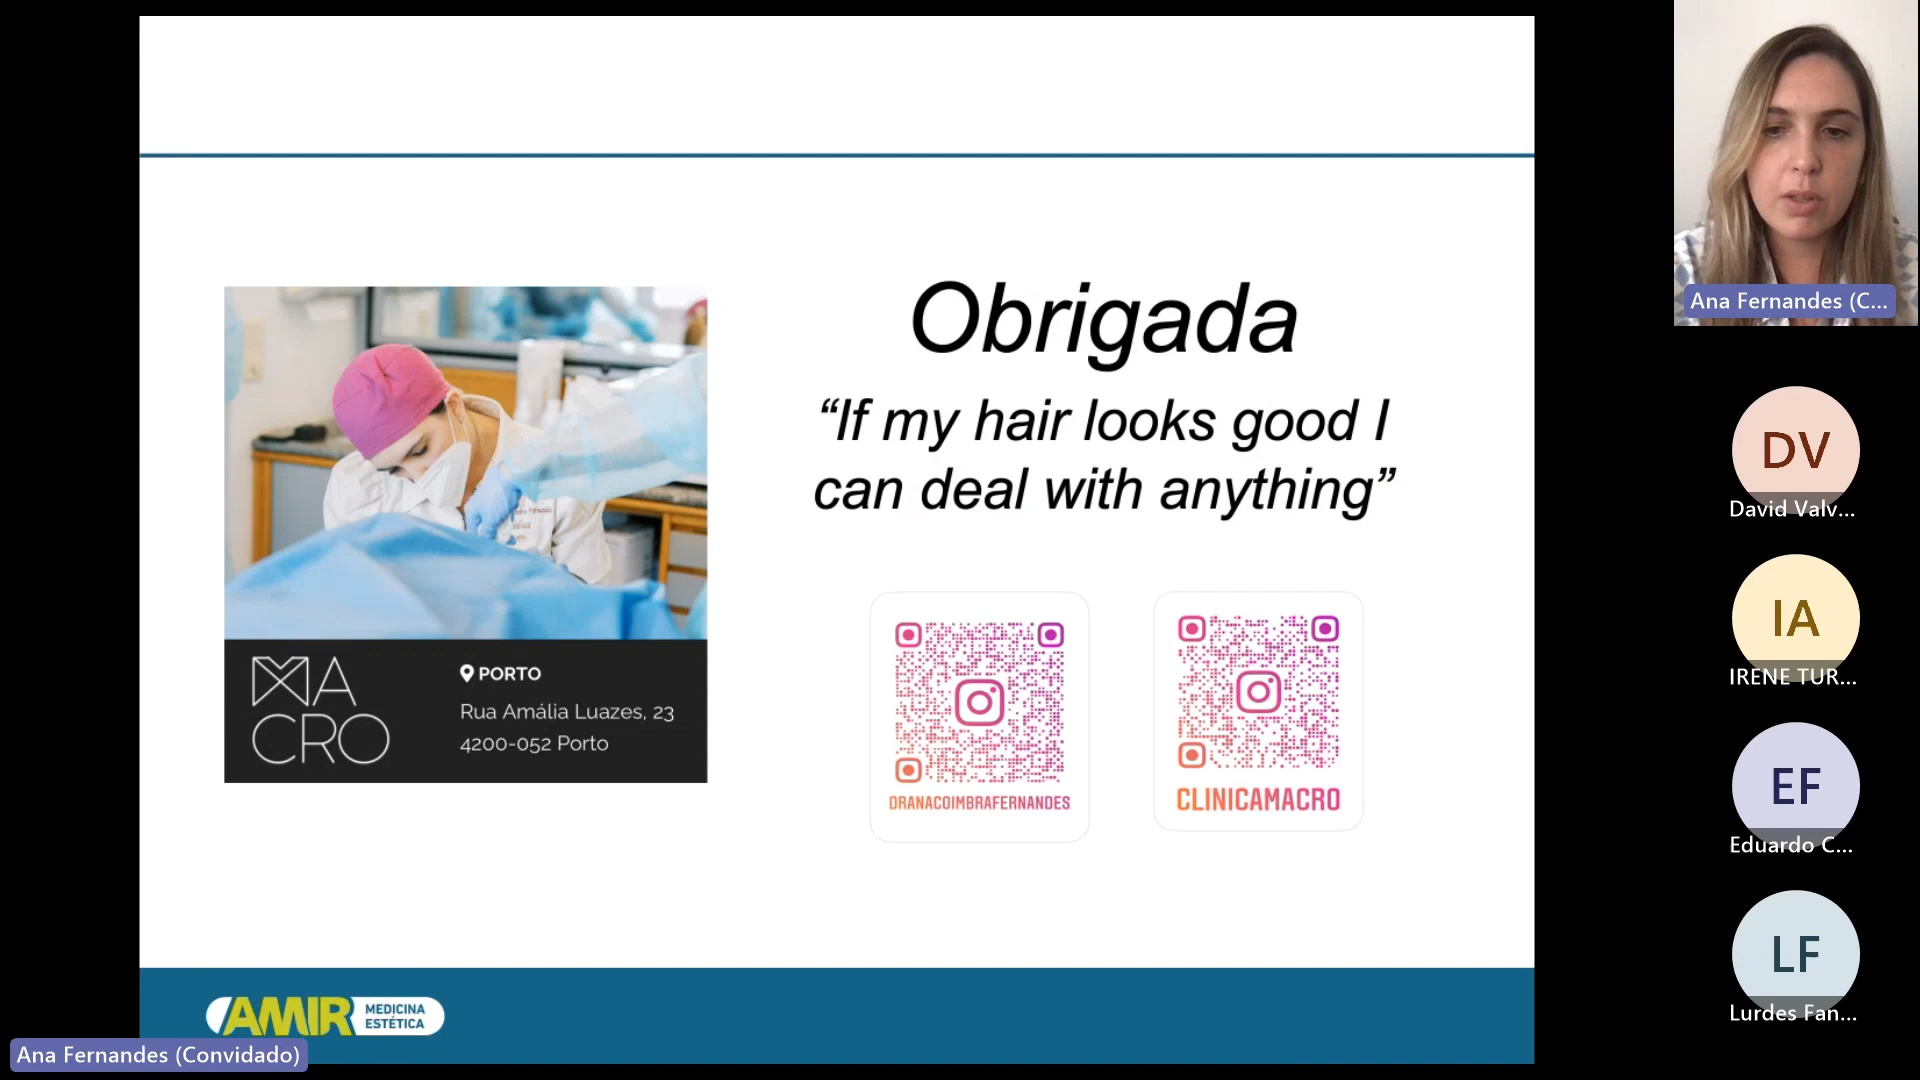 Obrigada
“If my hair looks good I
can deal with anything”
MACRO
PORTO
Rua Amália Luazes, 23
4200-052 Porto
DRANACOIMBRAFERNANDES
CLINICAMACRO
AMIR MEDICINA
ESTÉTICA
Ana Fernandes (Convidado)
Ana Fernandes (C...
DV
David Valv...
IA
IRENE TUR...
EF
Eduardo C...
LF
Lurdes Fan...